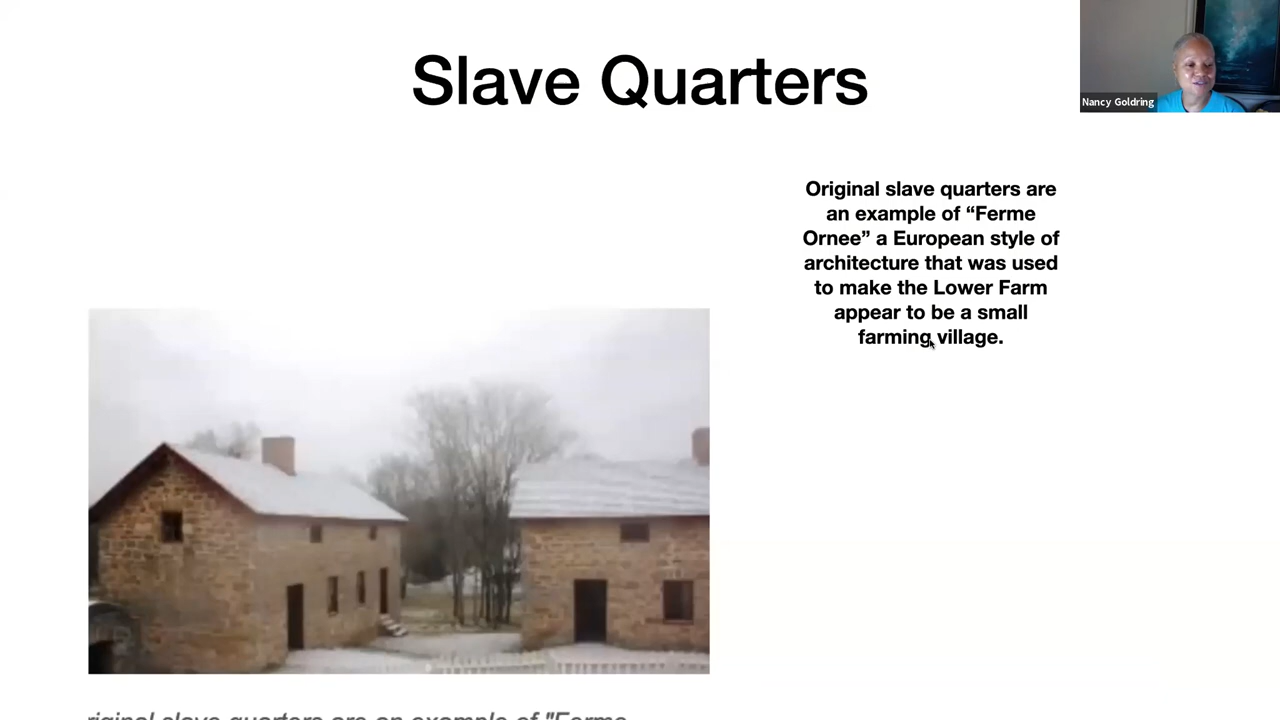 Slave Quarters
Nancy Goldring
Original slave quarters are
an example of “Ferme
Ornee” a European style of
architecture that was used
to make the Lower Farm
appear to be a small
farming village.
riginal slave quarters are an example of "Ferme